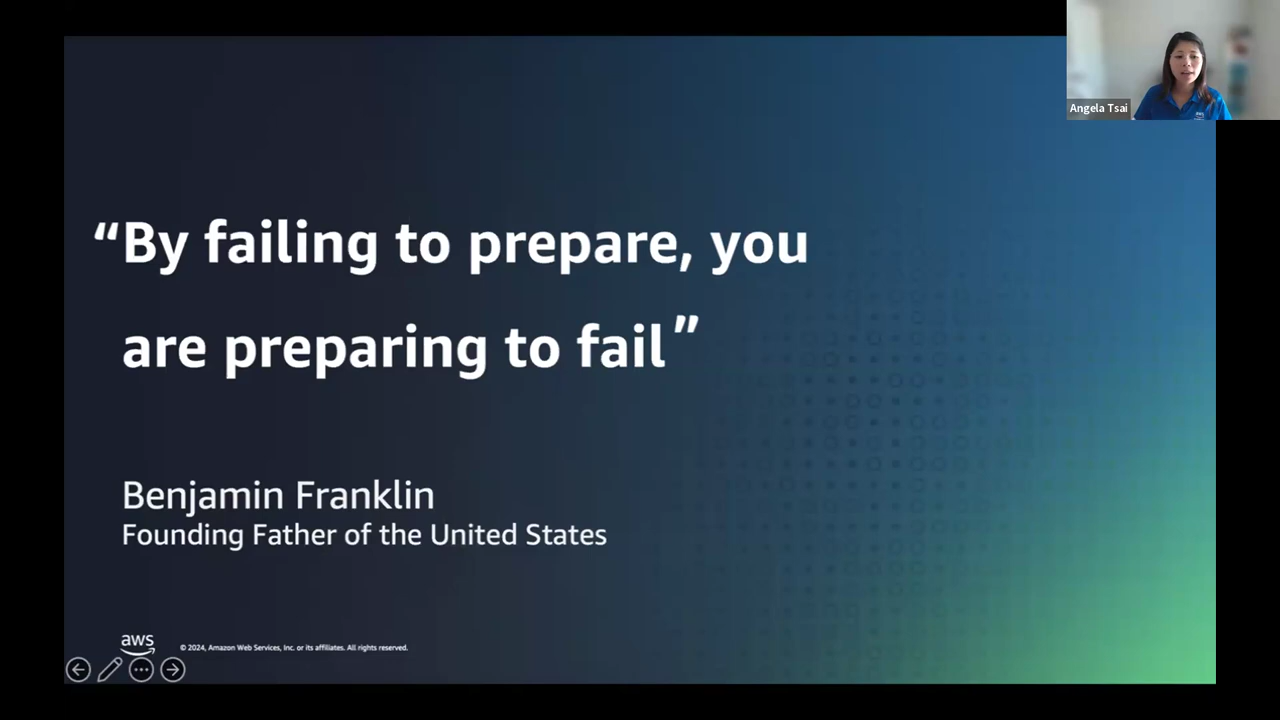 Angela Tsai
“By failing to prepare, you
are preparing to fail”
Benjamin Franklin
Founding Father of the United States
aws
© 2024, Amazon Web Services, Inc. or its affiliates. All rights reserved.